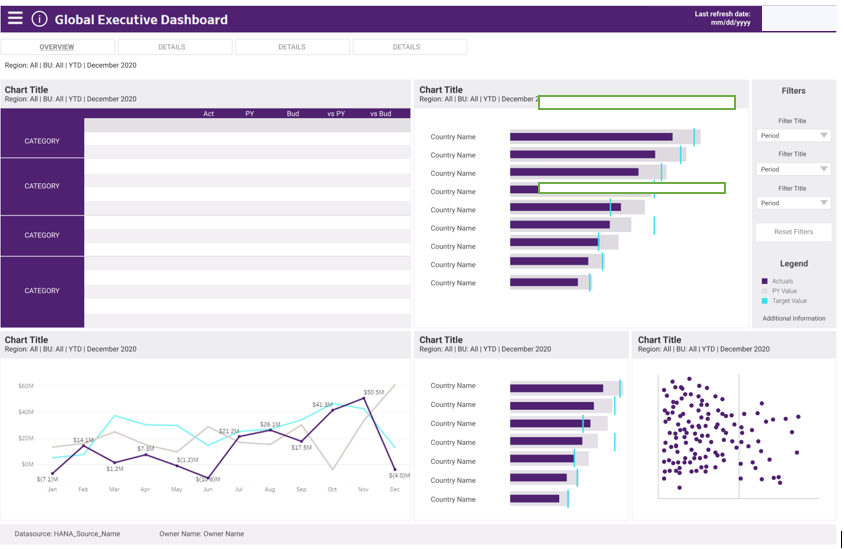 Global Executive Dashboard
Last refresh date:
mm/dd/yyyy
OVERVIEW
DETAILS
DETAILS
DETAILS
Region: All | BU: All | YTD | December 2020
Chart Title
Region: All | BU: All | YTD | December 2020
Act PY Bud vs PY vs Bud
CATEGORY
CATEGORY
CATEGORY
CATEGORY
Chart Title
Region: All | BU: All | YTD | December 2
Country Name
Country Name
Country Name
Country Name
Country Name
Country Name
Country Name
Country Name
Country Name
Filters
Filter Title
Period
Filter Title
Period
Filter Title
Period
Reset Filters
Legend
Actuals
PY Value
Target Value
Additional Information
Chart Title
Region: All | BU: All | YTD | December 2020
$60M
$40M
$20M
$0M
$(7.1)M
$14.1M
$1.2M
$7.3M
$(1.2)M
$21.2M
$26.1M
$17.5M
$41.3M
$50.5M
$(4.0)M
Jan Feb Mar Apr May Jun Jul Aug Sep Oct Nov Dec
Chart Title
Region: All | BU: All | YTD | December 2020
Country Name
Country Name
Country Name
Country Name
Country Name
Country Name
Country Name
Chart Title
Region: All | BU: All | YTD | December 2020
Datasource: HANA_Source_Name
Owner Name: Owner Name